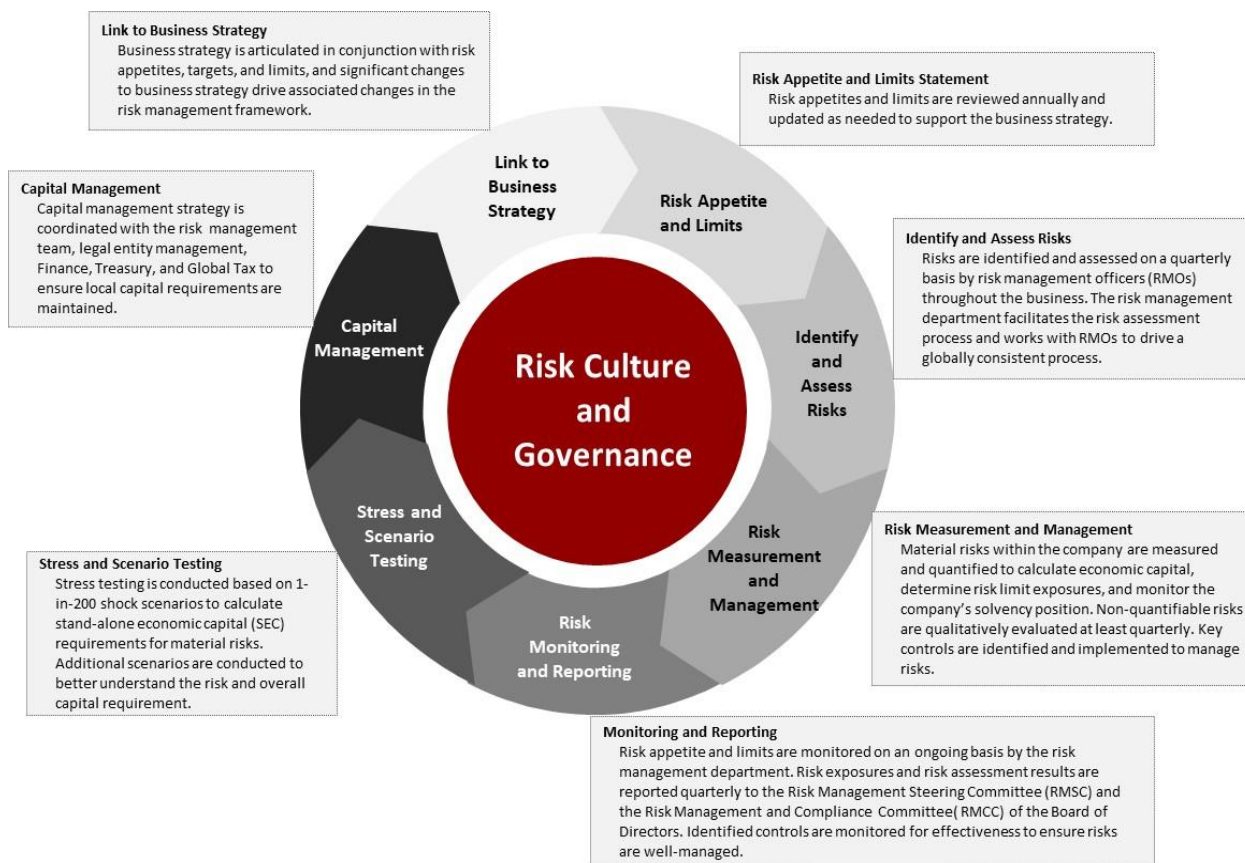 Link to Business Strategy
Business strategy is articulated in conjunction with risk
appetites, targets, and limits, and significant changes
to business strategy drive associated changes in the
risk management framework.
Risk Appetite and Limits Statement
Risk appetites and limits are reviewed annually and
updated as needed to support the business strategy.
Capital Management
Capital management strategy is
coordinated with the risk management
team, legal entity management,
Finance, Treasury, and Global Tax to
ensure local capital requirements are
maintained.
Identify and Assess Risks
Risks are identified and assessed on a quarterly
basis by risk management officers (RMOs)
throughout the business. The risk management
department facilitates the risk assessment
process and works with RMOs to drive a
globally consistent process.
Link to
Business
Strategy
Risk Appetite
and Limits
Identify
and
Assess
Risks
Risk
Measurement
and
Management
Risk
Monitoring
and Reporting
Stress and
Scenario
Testing
Capital
Management
Risk Culture
and
Governance
Stress and Scenario Testing
Stress testing is conducted based on 1-
in-200 shock scenarios to calculate
stand-alone economic capital (SEC)
requirements for material risks.
Additional scenarios are conducted to
better understand the risk and overall
capital requirement.
Risk Measurement and Management
Material risks within the company are measured
and quantified to calculate economic capital,
determine risk limit exposures, and monitor the
company's solvency position. Non-quantifiable risks
are qualitatively evaluated at least quarterly. Key
controls are identified and implemented to manage
risks.
Monitoring and Reporting
Risk appetite and limits are monitored on an ongoing basis by the risk
management department. Risk exposures and risk assessment results are
reported quarterly to the Risk Management Steering Committee (RMSC) and
the Risk Management and Compliance Committee( RMCC) of the Board of
Directors. Identified controls are monitored for effectiveness to ensure risks
are well-managed.